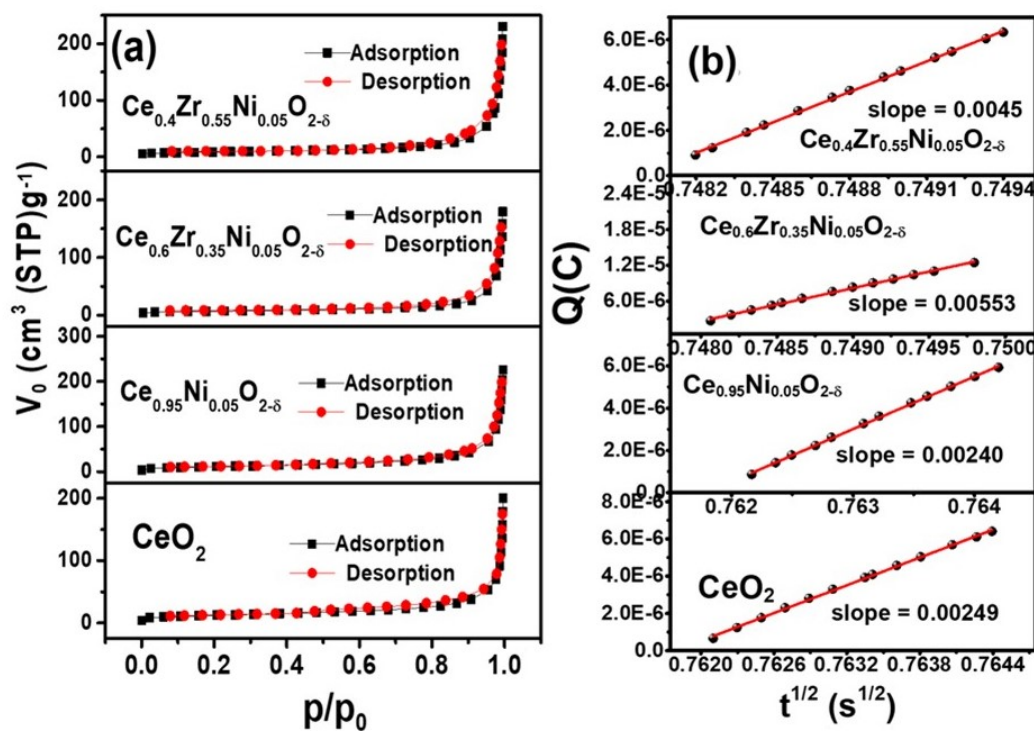 (a)
Adsorption
Desorption
Ce0.4Zr0.55Ni0.05O2-δ
200
100
0
Adsorption
Desorption
Ce0.6Zr0.35Ni0.05O2-δ
200
100
0
Adsorption
Desorption
Ce0.95Ni0.05O2-δ
300
200
100
0
Adsorption
Desorption
CeO2
200
100
0
V0 (cm3 (STP)g-1)
0.0 0.2 0.4 0.6 0.8 1.0
p/p0
(b)
6.0E-6
4.0E-6
2.0E-6
0.0
slope = 0.0045
Ce0.4Zr0.55Ni0.05O2-δ
0.7482 0.7485 0.7488 0.7491 0.7494
2.4E-5
1.8E-5
1.2E-5
6.0E-6
Ce0.6Zr0.35Ni0.05O2-δ
slope = 0.00553
0.7480 0.7485 0.7490 0.7495 0.7500
6.0E-6
4.0E-6
2.0E-6
0.0
Ce0.95Ni0.05O2-δ
slope = 0.00240
0.762 0.763 0.764
8.0E-6
6.0E-6
4.0E-6
2.0E-6
0.0
CeO2
slope = 0.00249
0.7620 0.7626 0.7632 0.7638 0.7644
Q(C)
t1/2 (s1/2)